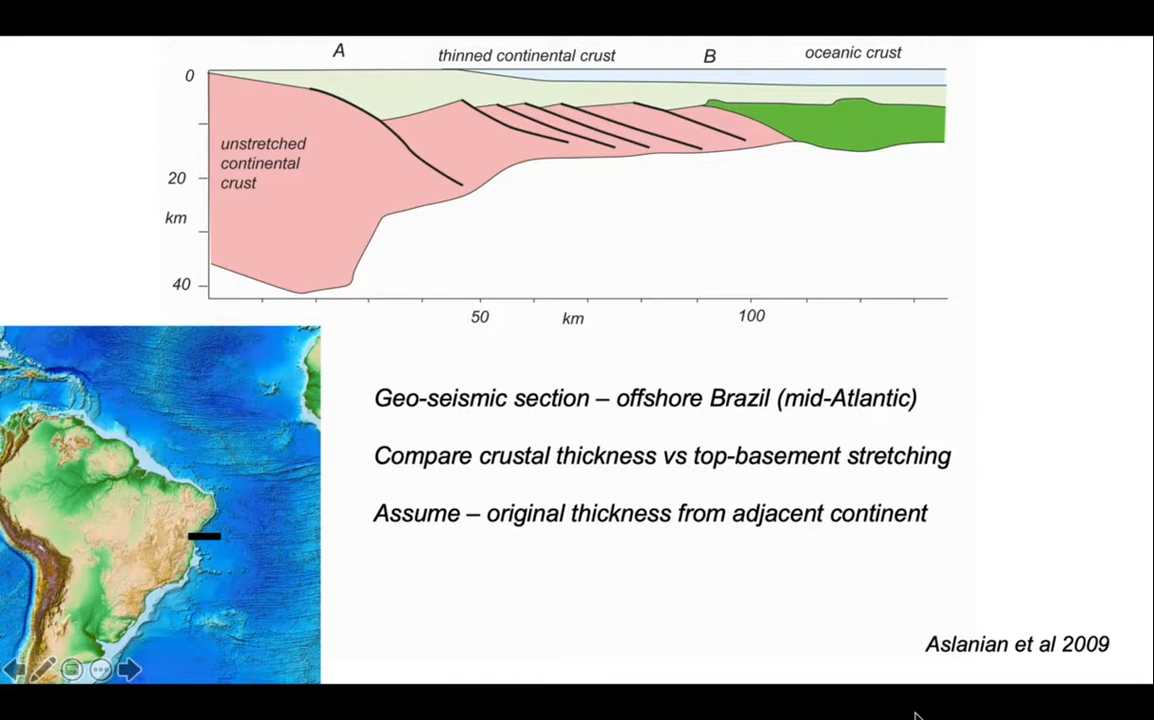 A
thinned continental crust
B
oceanic crust
0
unstretched
continental
crust
20
km
40
50
km
100
Geo-seismic section – offshore Brazil (mid-Atlantic)
Compare crustal thickness vs top-basement stretching
Assume – original thickness from adjacent continent
Aslanian et al 2009